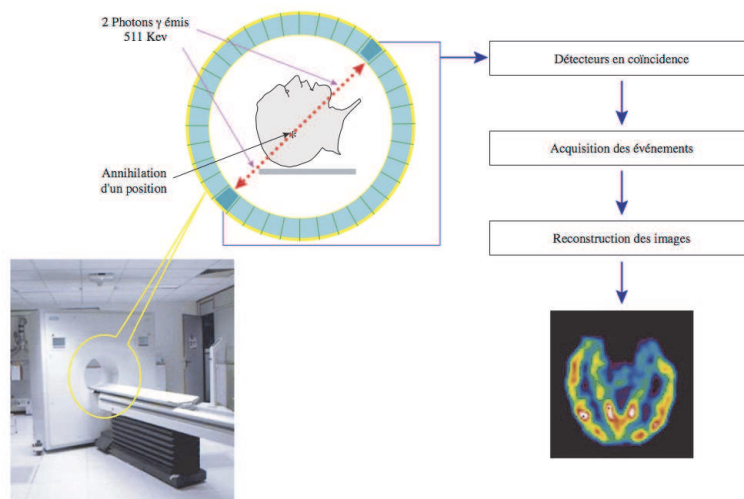 2 Photons γ émis
511 Kev
Détecteurs en coïncidence
Acquisition des événements
Annihilation
d'un position
Reconstruction des images